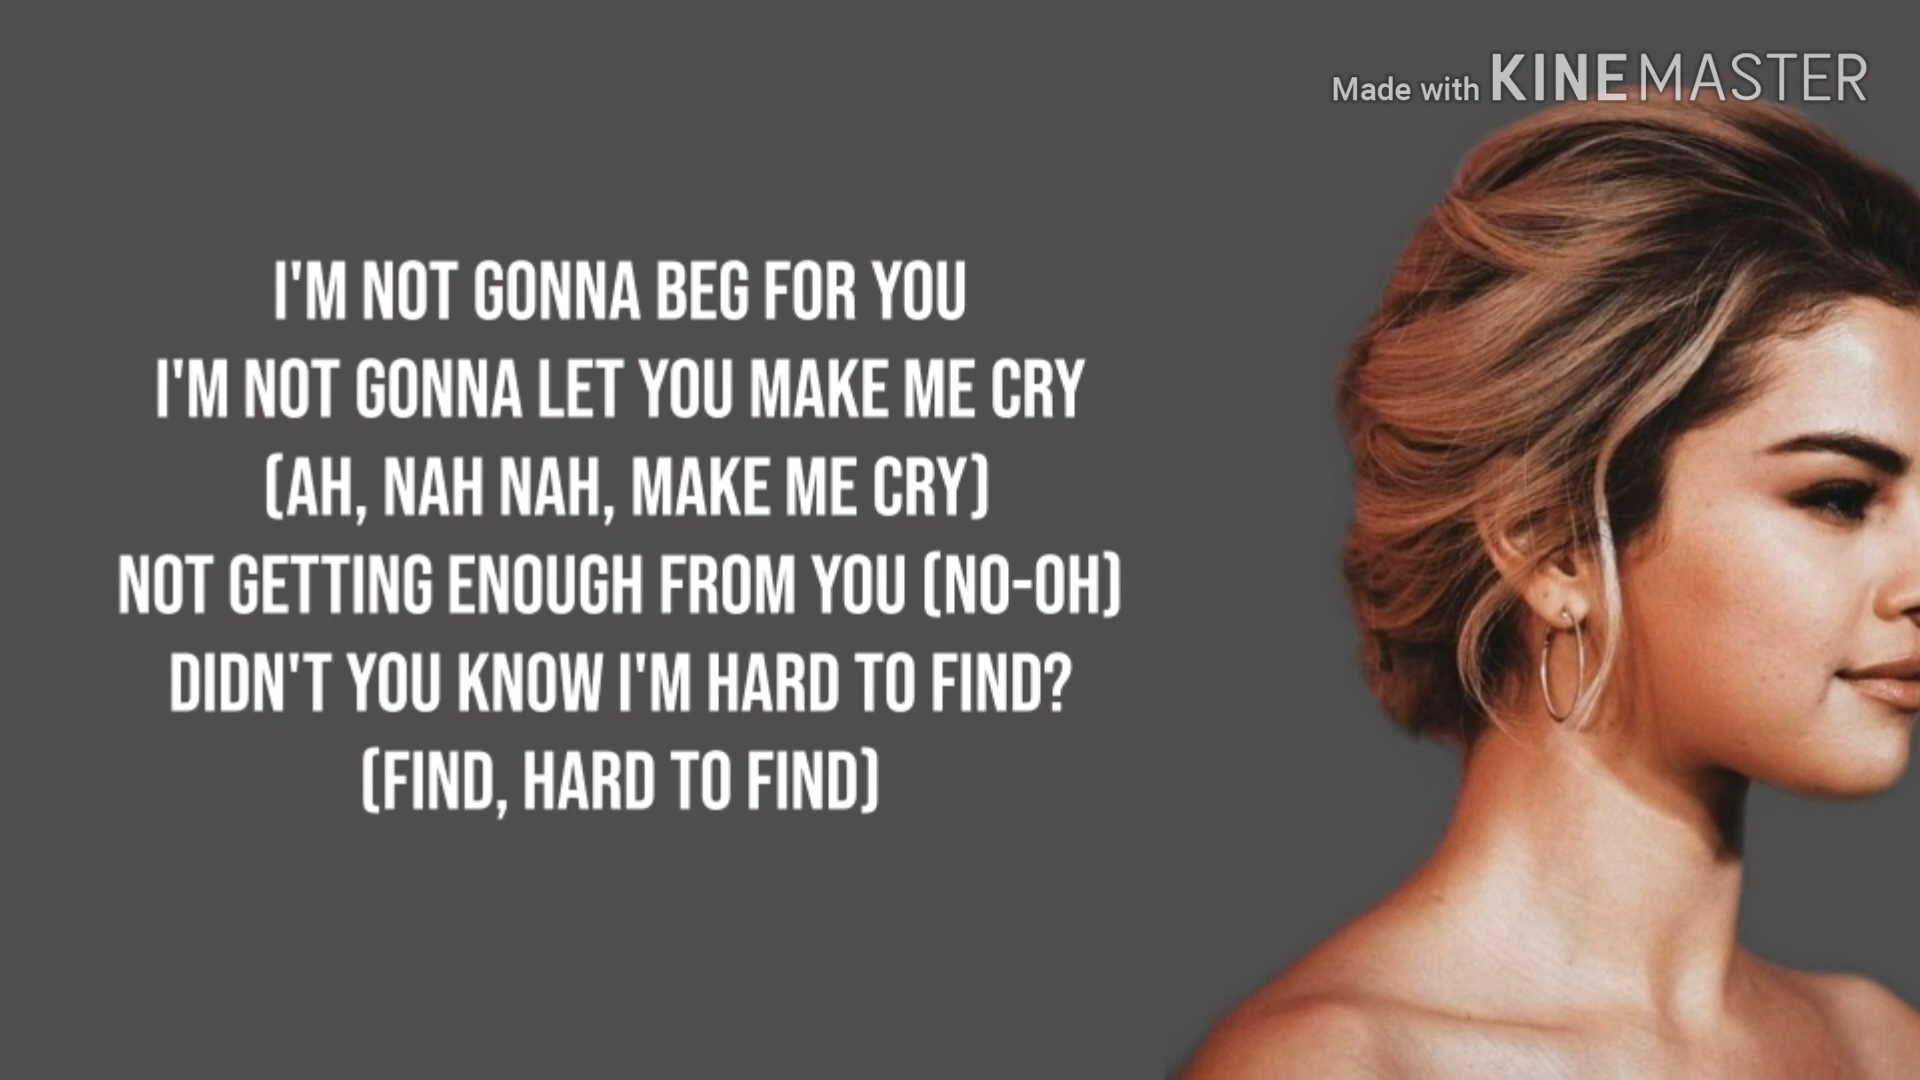 Made with KINEMASTER
I'M NOT GONNA BEG FOR YOU
I'M NOT GONNA LET YOU MAKE ME CRY
(AH, NAH NAH, MAKE ME CRY)
NOT GETTING ENOUGH FROM YOU (NO-OH)
DIDN'T YOU KNOW I'M HARD TO FIND?
(FIND, HARD TO FIND)